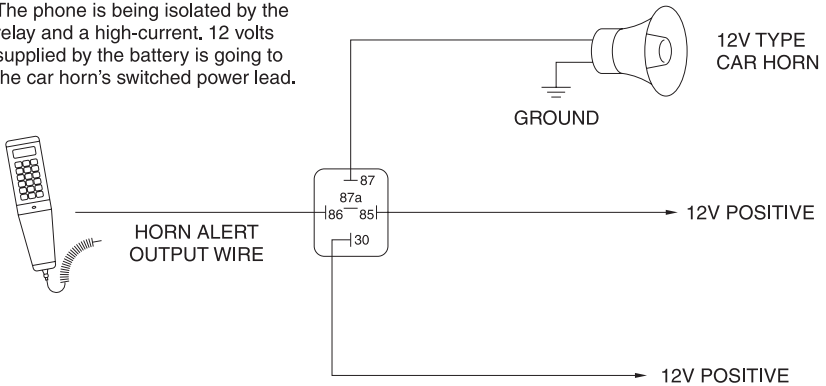 The phone is being isolated by the
relay and a high-current. 12 volts
supplied by the battery is going to
the car horn's switched power lead.
12V TYPE
CAR HORN
GROUND
87
87a
86 85
30
HORN ALERT
OUTPUT WIRE
12V POSITIVE
12V POSITIVE